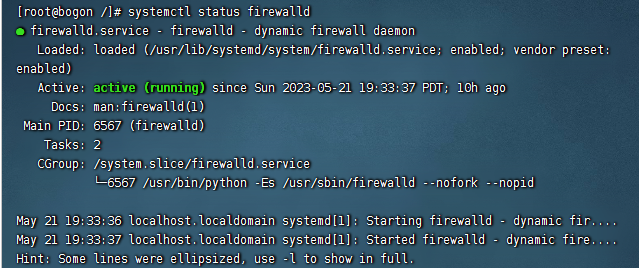 [root@bogon /]# systemctl status firewalld
● firewalld.service - firewalld - dynamic firewall daemon
   Loaded: loaded (/usr/lib/systemd/system/firewalld.service; enabled; vendor preset:
enabled)
   Active: active (running) since Sun 2023-05-21 19:33:37 PDT; 10h ago
     Docs: man:firewalld(1)
 Main PID: 6567 (firewalld)
    Tasks: 2
   CGroup: /system.slice/firewalld.service
           └─6567 /usr/bin/python -Es /usr/sbin/firewalld --nofork --nopid

May 21 19:33:36 localhost.localdomain systemd[1]: Starting firewalld - dynamic fir....
May 21 19:33:37 localhost.localdomain systemd[1]: Started firewalld - dynamic fire....
Hint: Some lines were ellipsized, use -l to show in full.